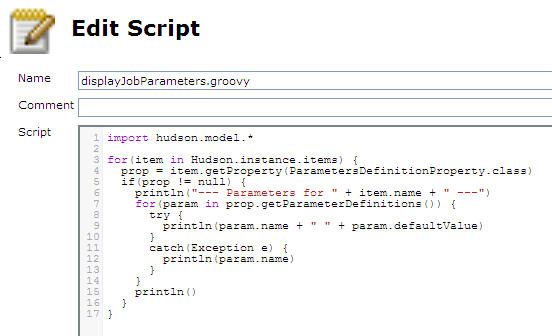 Edit Script
Name displayJobParameters.groovy
Comment
Script
1 import hudson.model.*
2
3 for(item in Hudson.instance.items) {
4   prop = item.getProperty(ParametersDefinitionProperty.class)
5   if(prop != null) {
6     println("--- Parameters for " + item.name + " ---")
7     for(param in prop.getParameterDefinitions()) {
8       try {
9         println(param.name + " " + param.defaultValue)
10       }
11       catch(Exception e) {
12         println(param.name)
13       }
14     }
15     println()
16   }
17 }